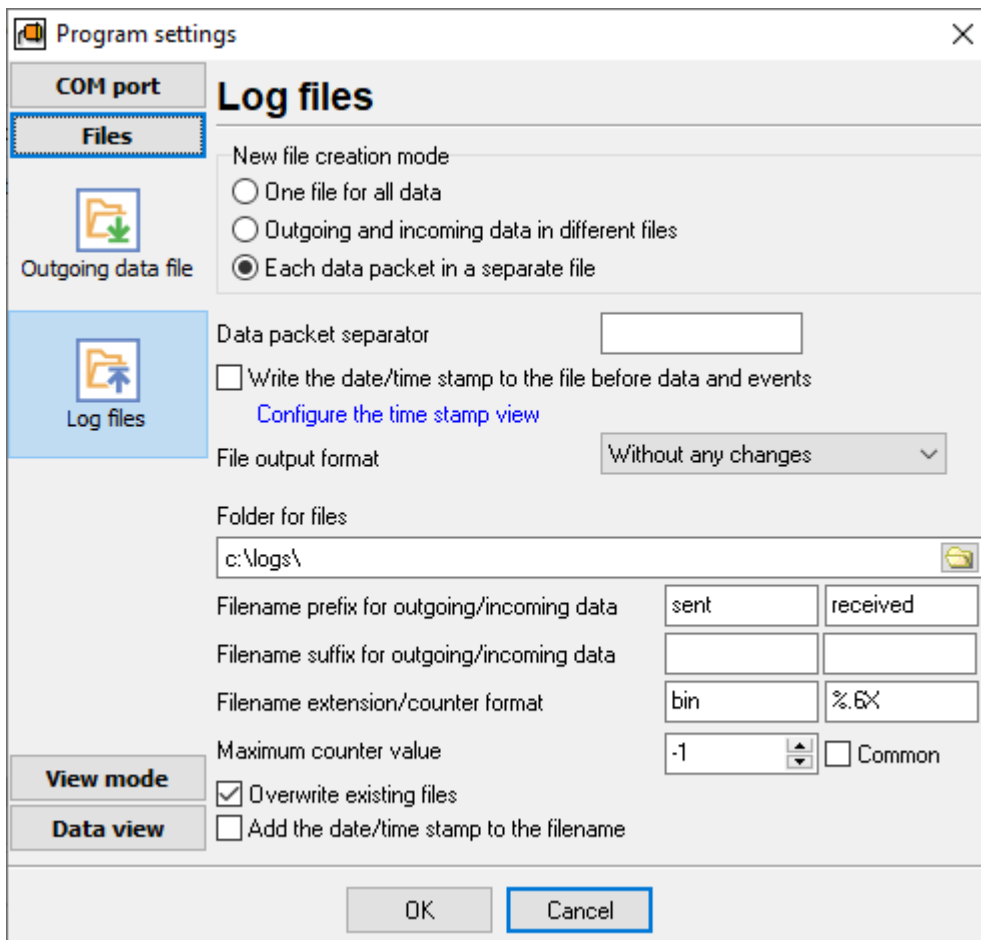 Program settings
COM port
Files
Outgoing data file
Log files
View mode
Data view
Log files
New file creation mode
One file for all data
Outgoing and incoming data in different files
Each data packet in a separate file
Data packet separator
Write the date/time stamp to the file before data and events
Configure the time stamp view
File output format Without any changes
Folder for files
c:\logs\
Filename prefix for outgoing/incoming data sent received
Filename suffix for outgoing/incoming data
Filename extension/counter format bin %.6X
Maximum counter value -1 Common
Overwrite existing files
Add the date/time stamp to the filename
OK Cancel